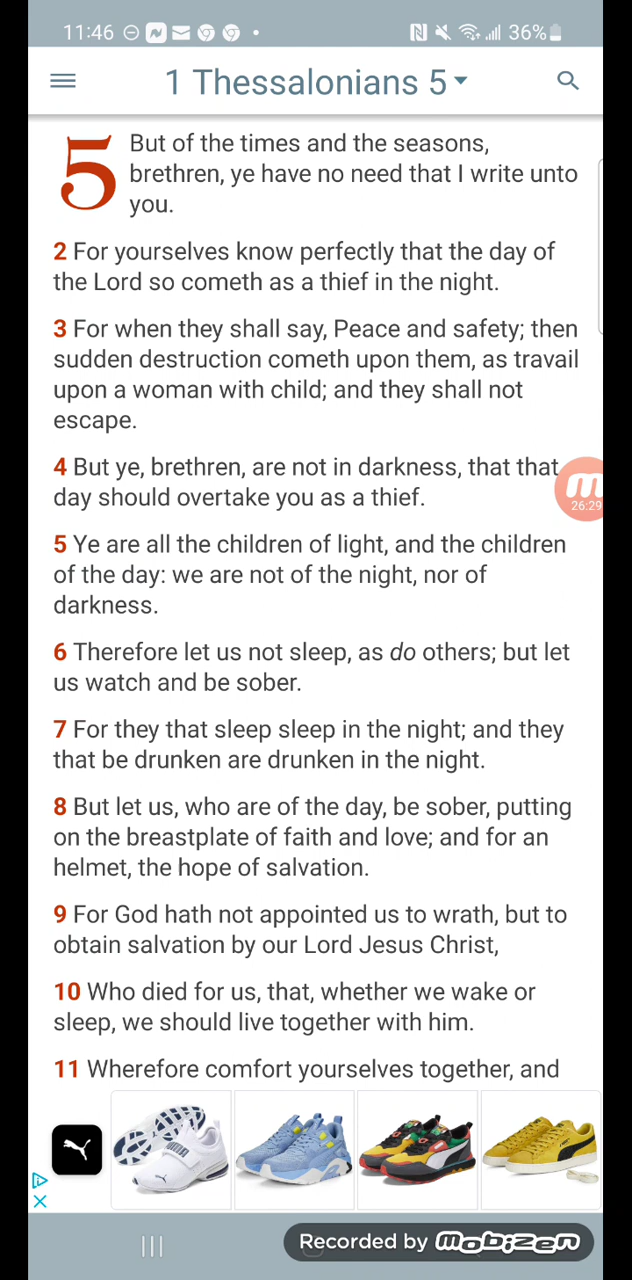 11:46 36%
1 Thessalonians 5
5 But of the times and the seasons,
brethren, ye have no need that I write unto
you.
2 For yourselves know perfectly that the day of
the Lord so cometh as a thief in the night.
3 For when they shall say, Peace and safety; then
sudden destruction cometh upon them, as travail
upon a woman with child; and they shall not
escape.
4 But ye, brethren, are not in darkness, that that
day should overtake you as a thief.
26:29
5 Ye are all the children of light, and the children
of the day: we are not of the night, nor of
darkness.
6 Therefore let us not sleep, as do others; but let
us watch and be sober.
7 For they that sleep sleep in the night; and they
that be drunken are drunken in the night.
8 But let us, who are of the day, be sober, putting
on the breastplate of faith and love; and for an
helmet, the hope of salvation.
9 For God hath not appointed us to wrath, but to
obtain salvation by our Lord Jesus Christ,
10 Who died for us, that, whether we wake or
sleep, we should live together with him.
11 Wherefore comfort yourselves together, and
Recorded by mobizen